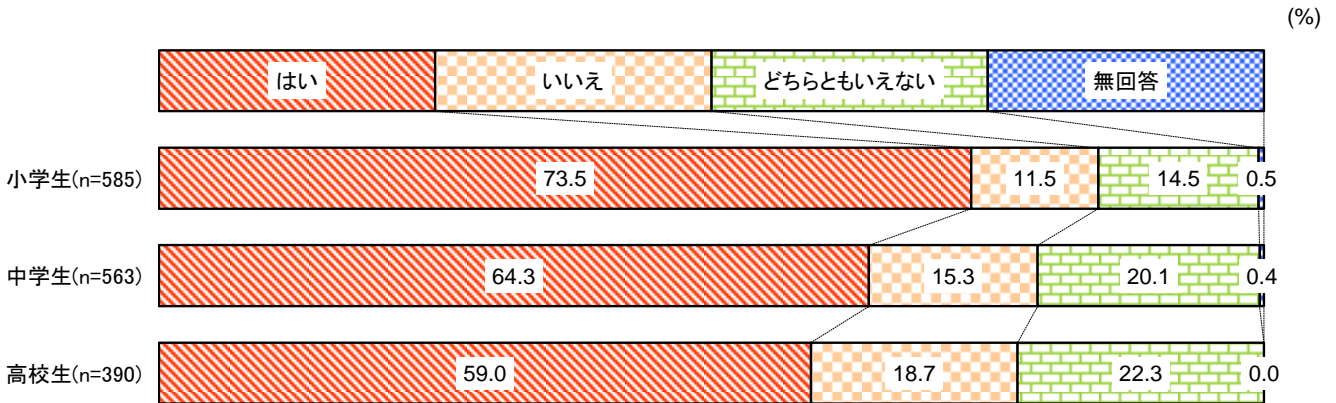 (%)
はい いいえ どちらともいえない 無回答
小学生(n=585) 73.5 11.5 14.5 0.5
中学生(n=563) 64.3 15.3 20.1 0.4
高校生(n=390) 59.0 18.7 22.3 0.0